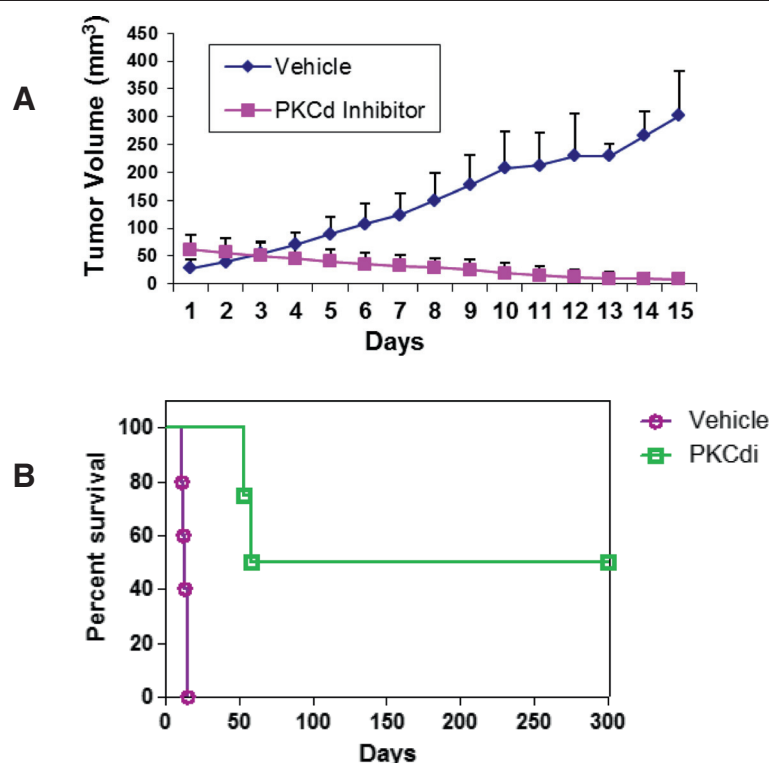 A
Tumor Volume (mm³)
450
400
350
300
250
200
150
100
50
0
Vehicle
PKCd Inhibitor
1 2 3 4 5 6 7 8 9 10 11 12 13 14 15
Days
B
Percent survival
100
80
60
40
20
0
0 50 100 150 200 250 300
Days
Vehicle
PKCdi